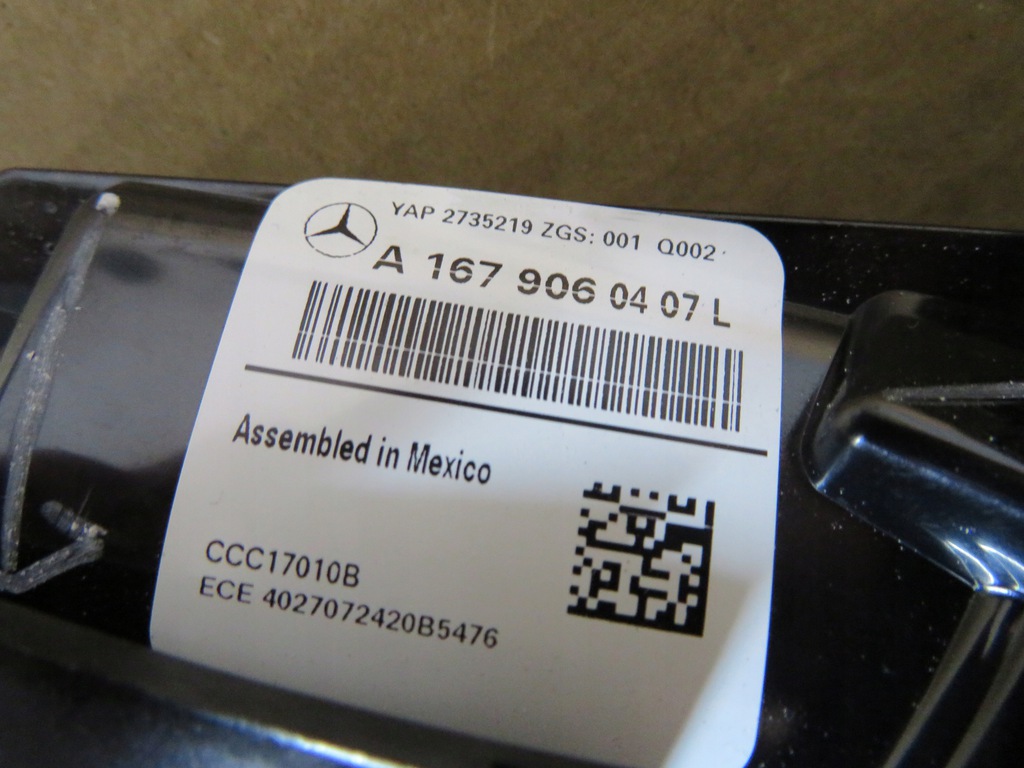 YAP 2735219 ZGS: 001 Q002
A 167 906 04 07 L
Assembled in Mexico
CCC17010B
ECE 4027072420B5476